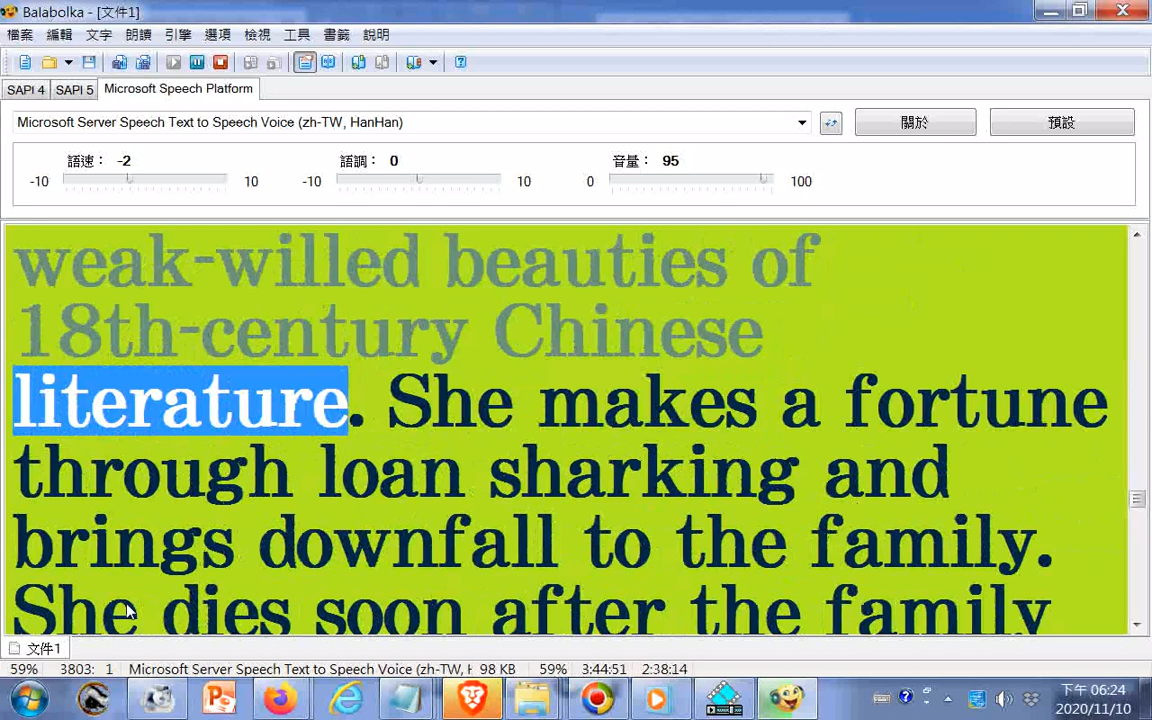 Balabolka - [文件1]
檔案 編輯 文字 朗讀 引擎 選項 檢視 工具 書籤 說明
SAPI 4 SAPI 5 Microsoft Speech Platform
Microsoft Server Speech Text to Speech Voice (zh-TW, HanHan) 關於 預設
語速： -2 語調： 0 音量： 95
-10 10 -10 10 0 100
weak-willed beauties of
18th-century Chinese
literature. She makes a fortune
through loan sharking and
brings downfall to the family.
She dies soon after the family
文件1
59% 3803: 1 Microsoft Server Speech Text to Speech Voice (zh-TW, H 98 KB 59% 3:44:51 2:38:14
下午 06:24
2020/11/10